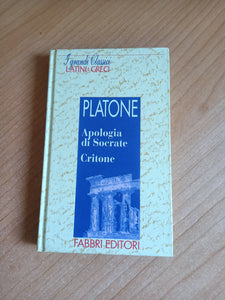 I grandi Classici
LATINI e GRECI
PLATONE
Apologia
di Socrate
Critone
FABBRI EDITORI